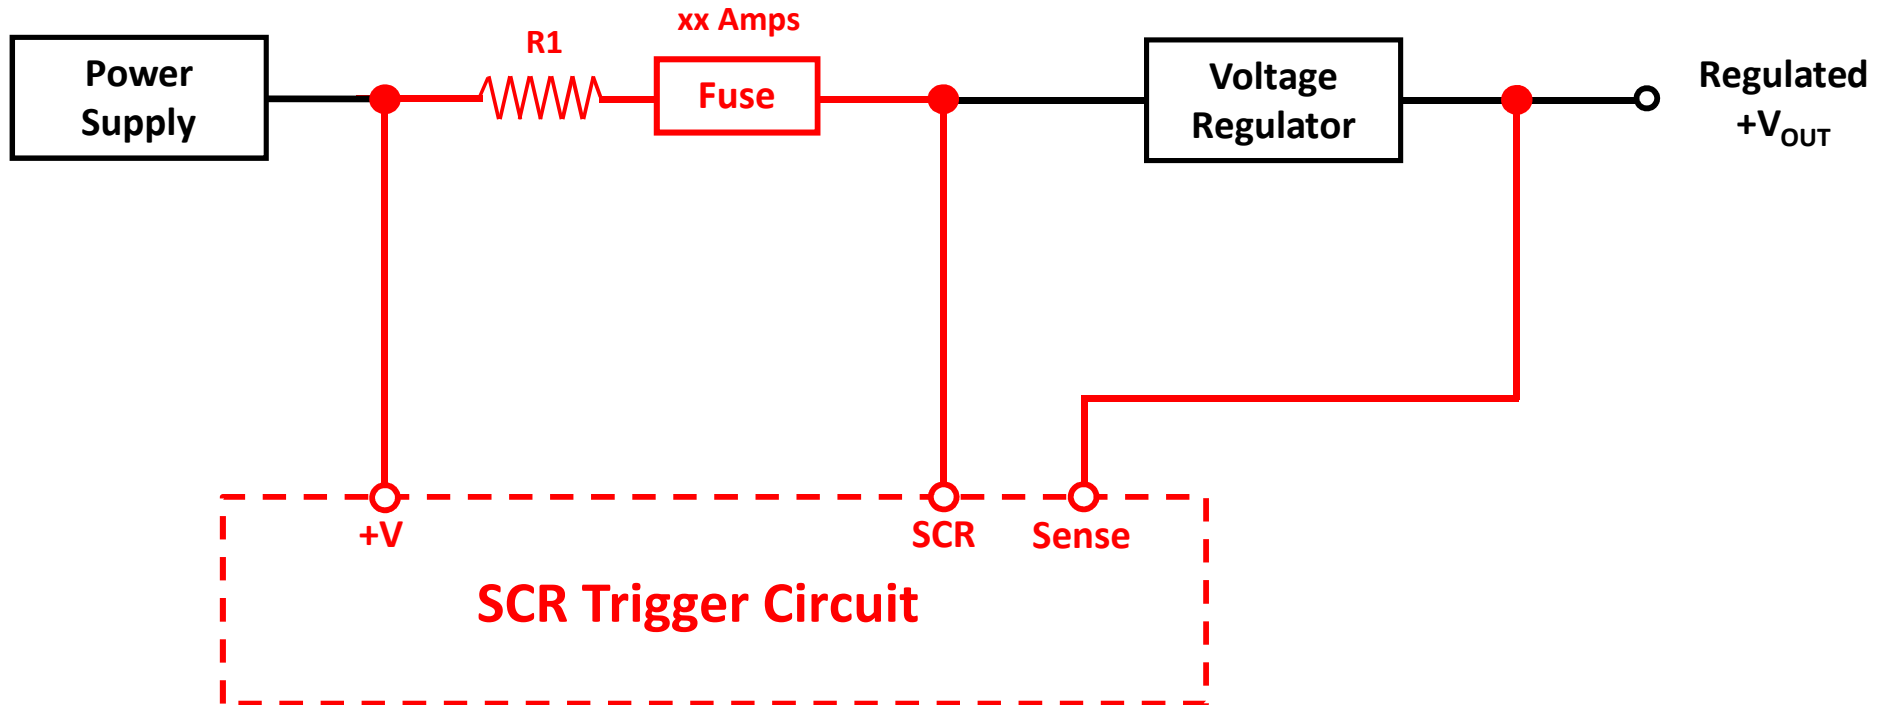 xx Amps
R1
Power
Supply
Fuse
Voltage
Regulator
Regulated
+VOUT
+V
SCR
Sense
SCR Trigger Circuit